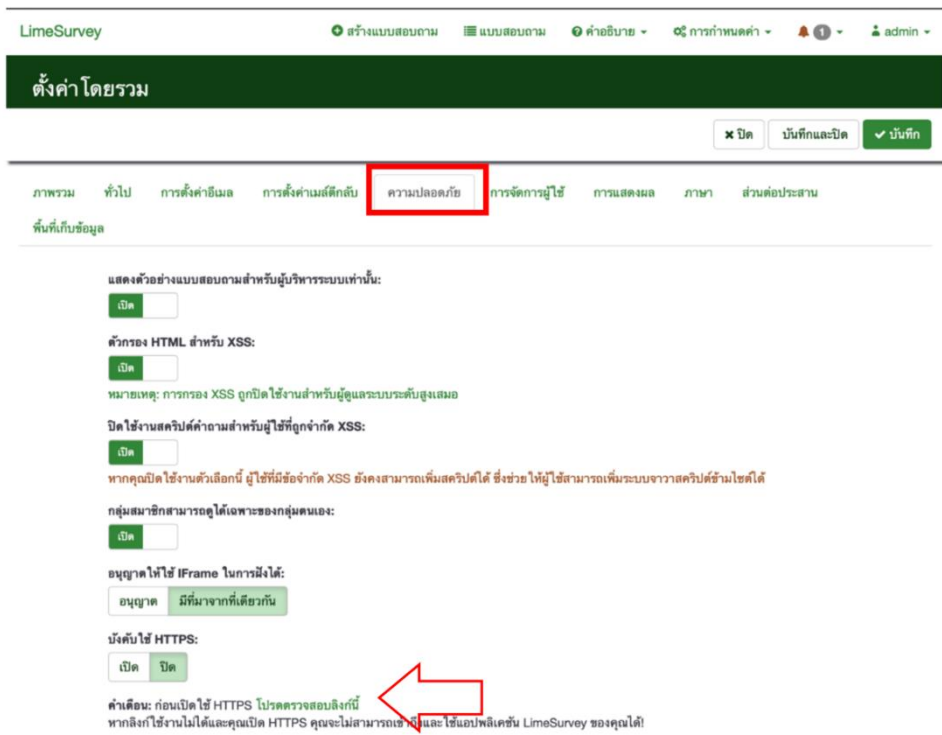 LimeSurvey สร้างแบบสอบถาม แบบสอบถาม คำอธิบาย การกำหนดค่า 1 admin
ตั้งค่าโดยรวม
ปิด บันทึกและปิด บันทึก
ภาพรวม ทั่วไป การตั้งค่าอีเมล การตั้งค่าเมล์ตีกลับ ความปลอดภัย การจัดการผู้ใช้ การแสดงผล ภาษา ส่วนต่อประสาน
พื้นที่เก็บข้อมูล
แสดงตัวอย่างแบบสอบถามสำหรับผู้บริหารระบบเท่านั้น:
เปิด
ตัวกรอง HTML สำหรับ XSS:
เปิด
หมายเหตุ: การกรอง XSS ถูกปิดใช้งานสำหรับผู้ดูแลระบบระดับสูงเสมอ
ปิดใช้งานสคริปต์คำถามสำหรับผู้ใช้ที่ถูกจำกัด XSS:
เปิด
หากคุณปิดใช้งานตัวเลือกนี้ ผู้ใช้ที่มีข้อจำกัด XSS ยังคงสามารถเพิ่มสคริปต์ได้ ซึ่งช่วยให้ผู้ใช้สามารถเพิ่มระบบจาวาสคริปต์ข้ามไซต์ได้
กลุ่มสมาชิกสามารถดูได้เฉพาะของกลุ่มตนเอง:
เปิด
อนุญาตให้ใช้ IFrame ในการฝังได้:
อนุญาต มีที่มาจากที่เดียวกัน
บังคับใช้ HTTPS:
เปิด ปิด
คำเตือน: ก่อนเปิดใช้ HTTPS โปรดตรวจสอบลิงก์นี้
หากลิงก์ใช้งานไม่ได้และคุณเปิด HTTPS คุณจะไม่สามารถเข้าถึงและใช้แอปพลิเคชัน LimeSurvey ของคุณได้!